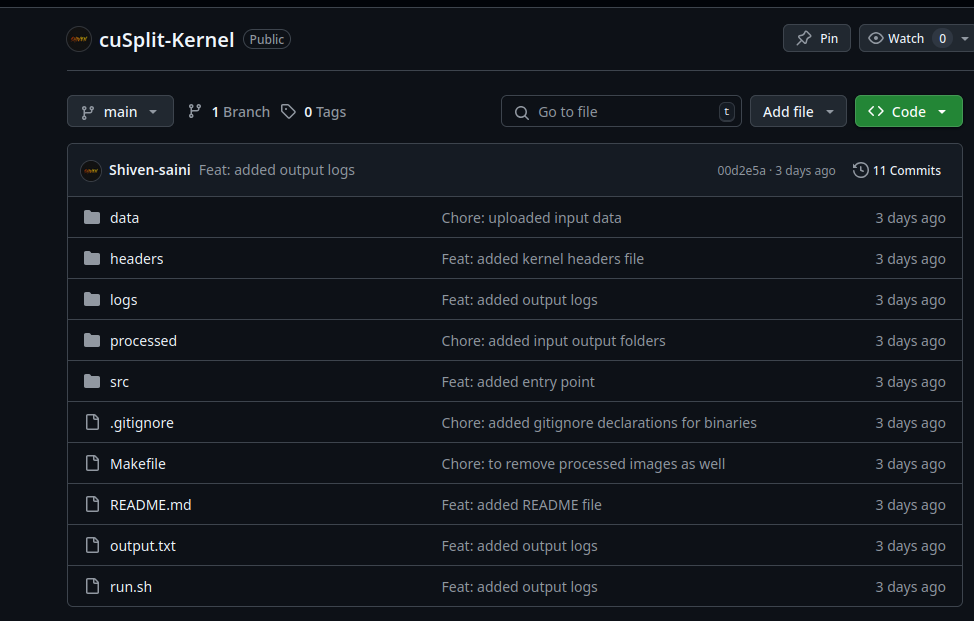 cuSplit-Kernel Public Pin Watch 0
main 1 Branch 0 Tags Go to file t Add file Code
Shiven-saini Feat: added output logs 00d2e5a · 3 days ago 11 Commits
data Chore: uploaded input data 3 days ago
headers Feat: added kernel headers file 3 days ago
logs Feat: added output logs 3 days ago
processed Chore: added input output folders 3 days ago
src Feat: added entry point 3 days ago
.gitignore Chore: added gitignore declarations for binaries 3 days ago
Makefile Chore: to remove processed images as well 3 days ago
README.md Feat: added README file 3 days ago
output.txt Feat: added output logs 3 days ago
run.sh Feat: added output logs 3 days ago